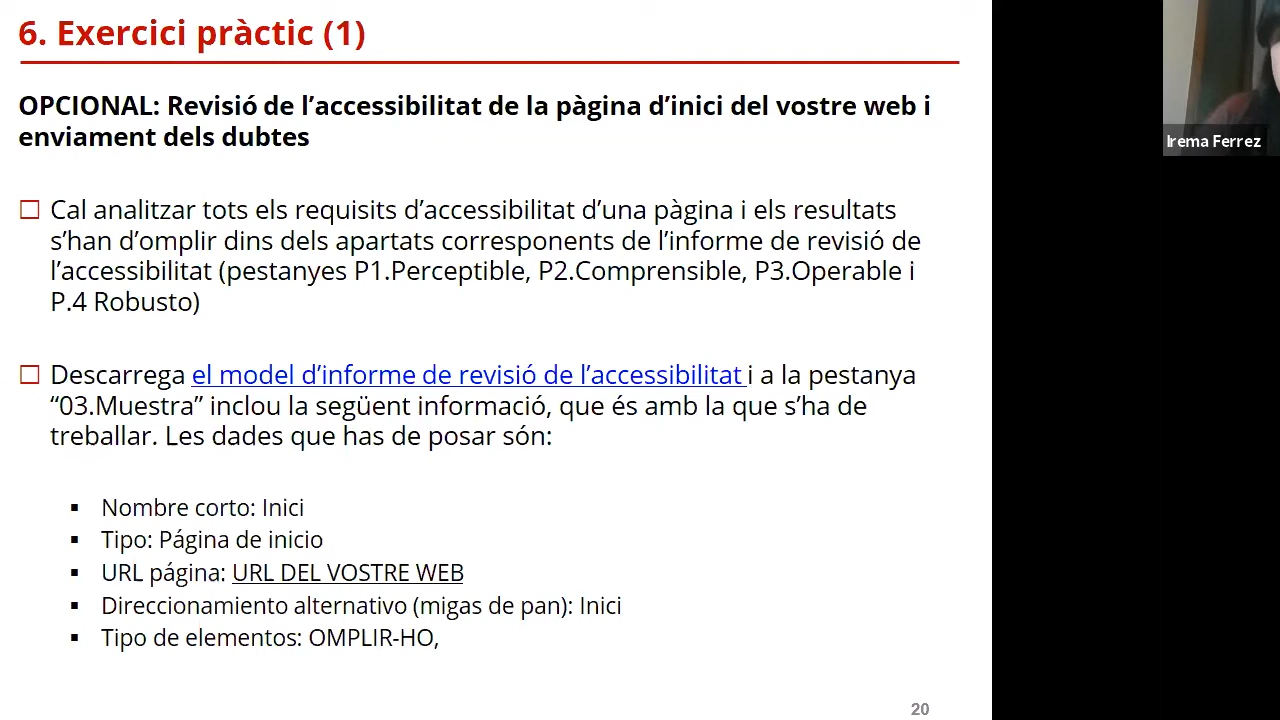 6. Exercici pràctic (1)
OPCIONAL: Revisió de l’accessibilitat de la pàgina d’inici del vostre web i
enviament dels dubtes
Cal analitzar tots els requisits d’accessibilitat d’una pàgina i els resultats
s’han d’omplir dins dels apartats corresponents de l’informe de revisió de
l’accessibilitat (pestanyes P1.Perceptible, P2.Comprensible, P3.Operable i
P.4 Robusto)
Descarrega el model d’informe de revisió de l’accessibilitat i a la pestanya
“03.Muestra” inclou la següent informació, que és amb la que s’ha de
treballar. Les dades que has de posar són:
▪ Nombre corto: Inici
▪ Tipo: Página de inicio
▪ URL página: URL DEL VOSTRE WEB
▪ Direccionamiento alternativo (migas de pan): Inici
▪ Tipo de elementos: OMPLIR-HO,
20
Irema Ferrez